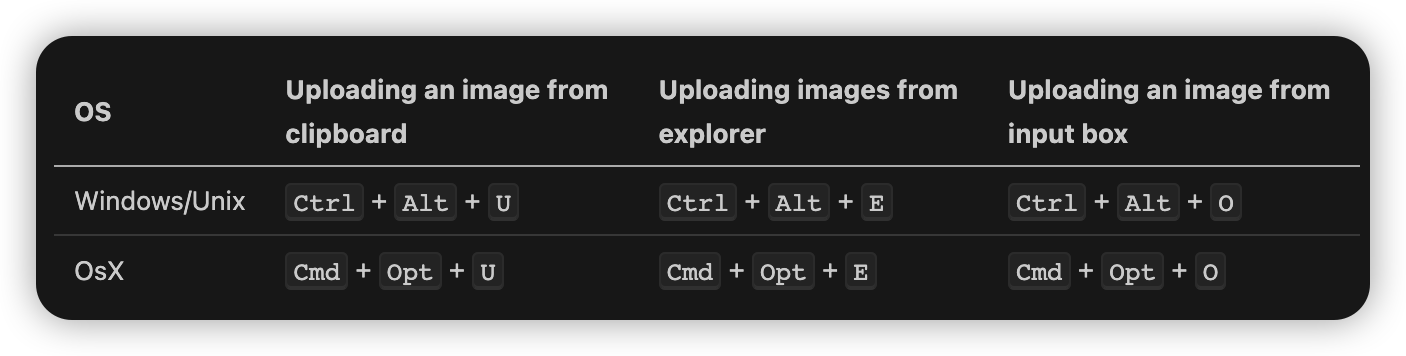 OS
Uploading an image from clipboard
Uploading images from explorer
Uploading an image from input box
Windows/Unix Ctrl + Alt + U Ctrl + Alt + E Ctrl + Alt + O
OsX Cmd + Opt + U Cmd + Opt + E Cmd + Opt + O